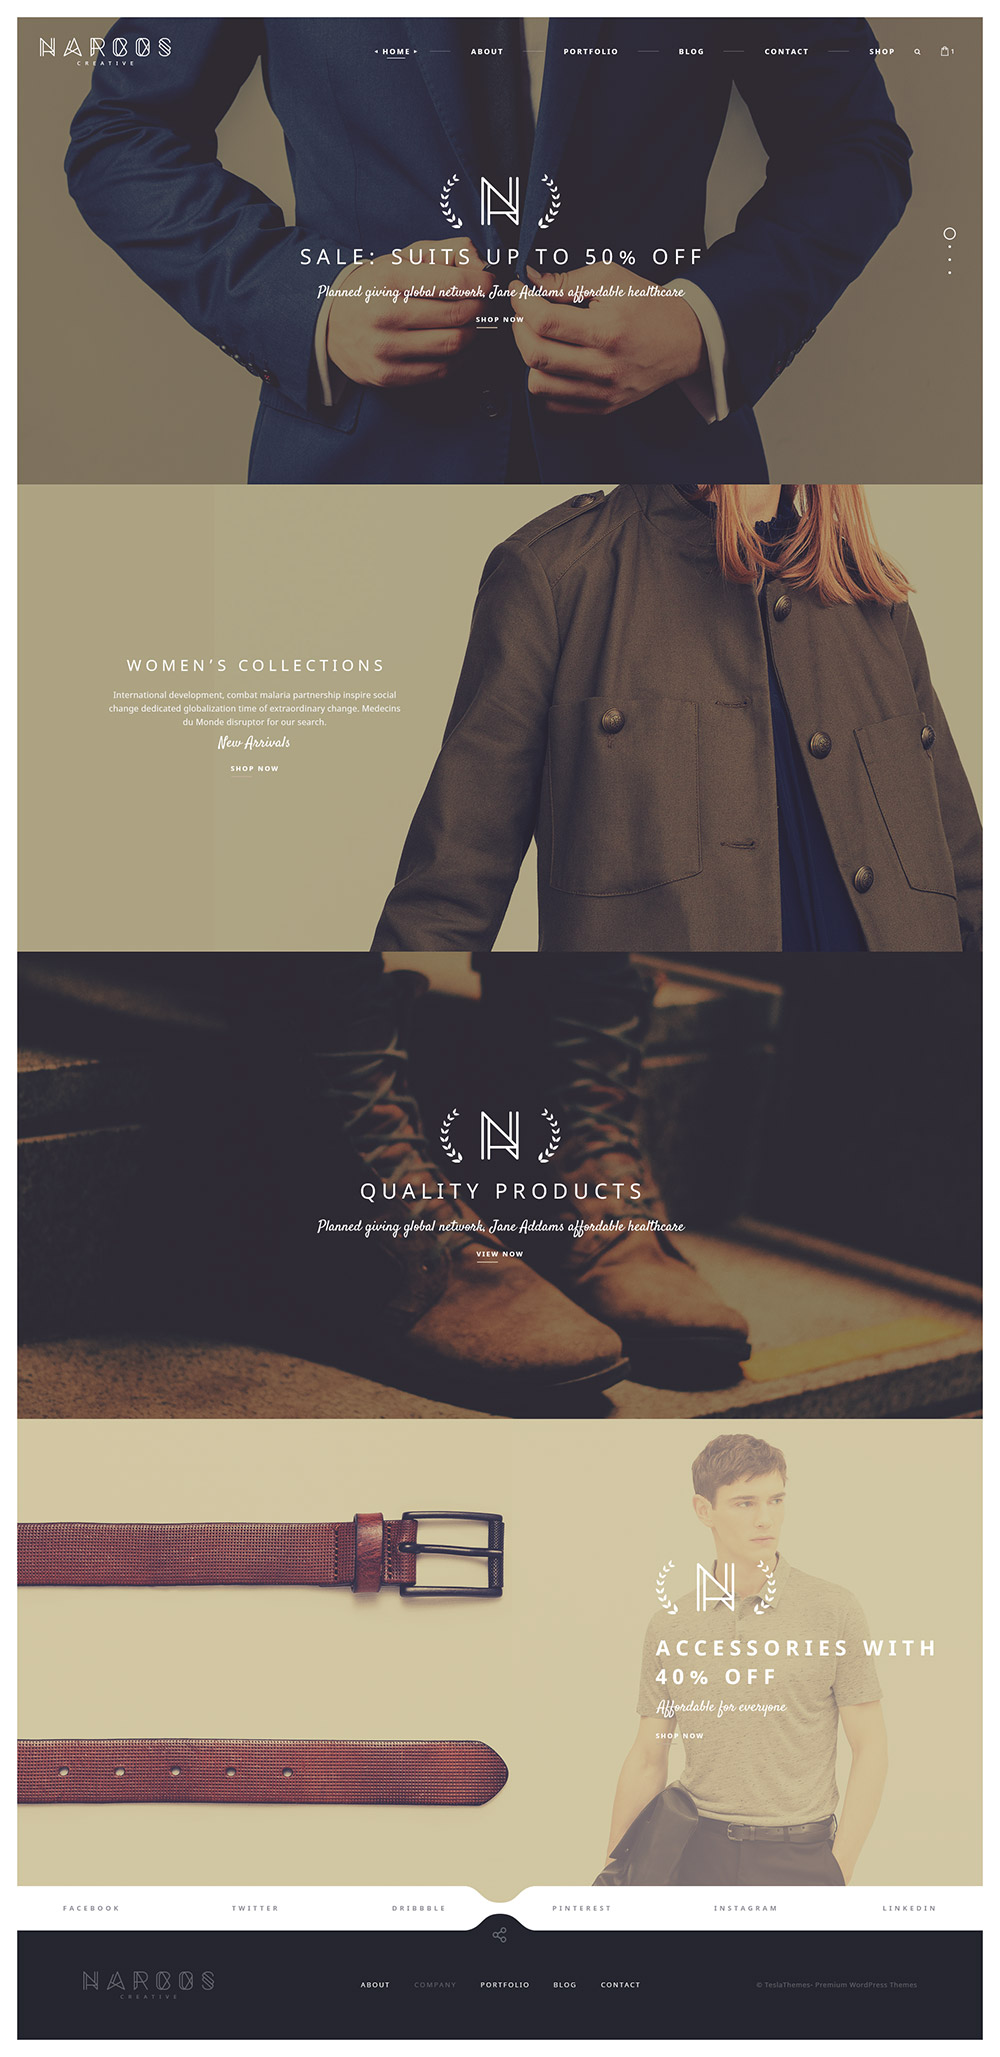 NARCOS
CREATIVE
HOME ABOUT PORTFOLIO BLOG CONTACT SHOP 1
N
SALE: SUITS UP TO 50% OFF
Planned giving global network, Jane Addams affordable healthcare
SHOP NOW
WOMEN'S COLLECTIONS
International development, combat malaria partnership inspire social
change dedicated globalization time of extraordinary change. Medecins
du Monde disruptor for our search.
New Arrivals
SHOP NOW
N
QUALITY PRODUCTS
Planned giving global network, Jane Addams affordable healthcare
VIEW NOW
N
ACCESSORIES WITH
40% OFF
Affordable for everyone
SHOP NOW
FACEBOOK TWITTER DRIBBBLE PINTEREST INSTAGRAM LINKEDIN
NARCOS
CREATIVE
ABOUT COMPANY PORTFOLIO BLOG CONTACT
© TeslaThemes- Premium WordPress Themes